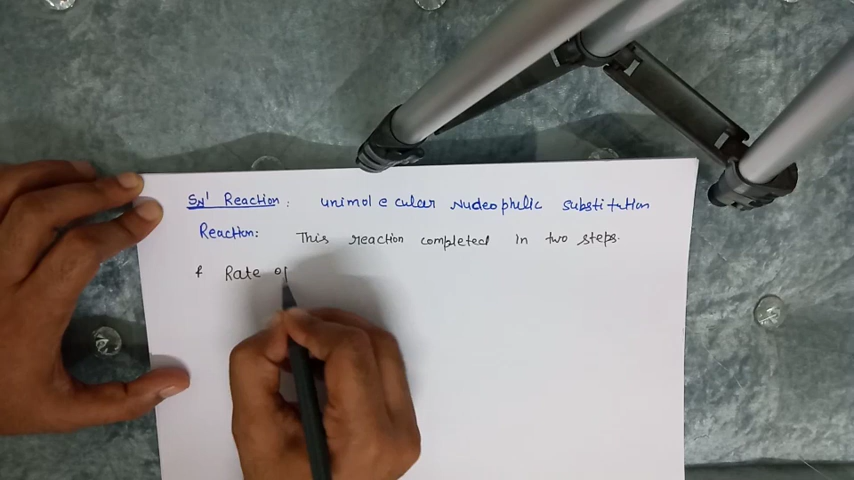 SN1 Reaction: unimolecular Nucleophilic substitution
Reaction: This reaction completed in two steps.
& Rate of